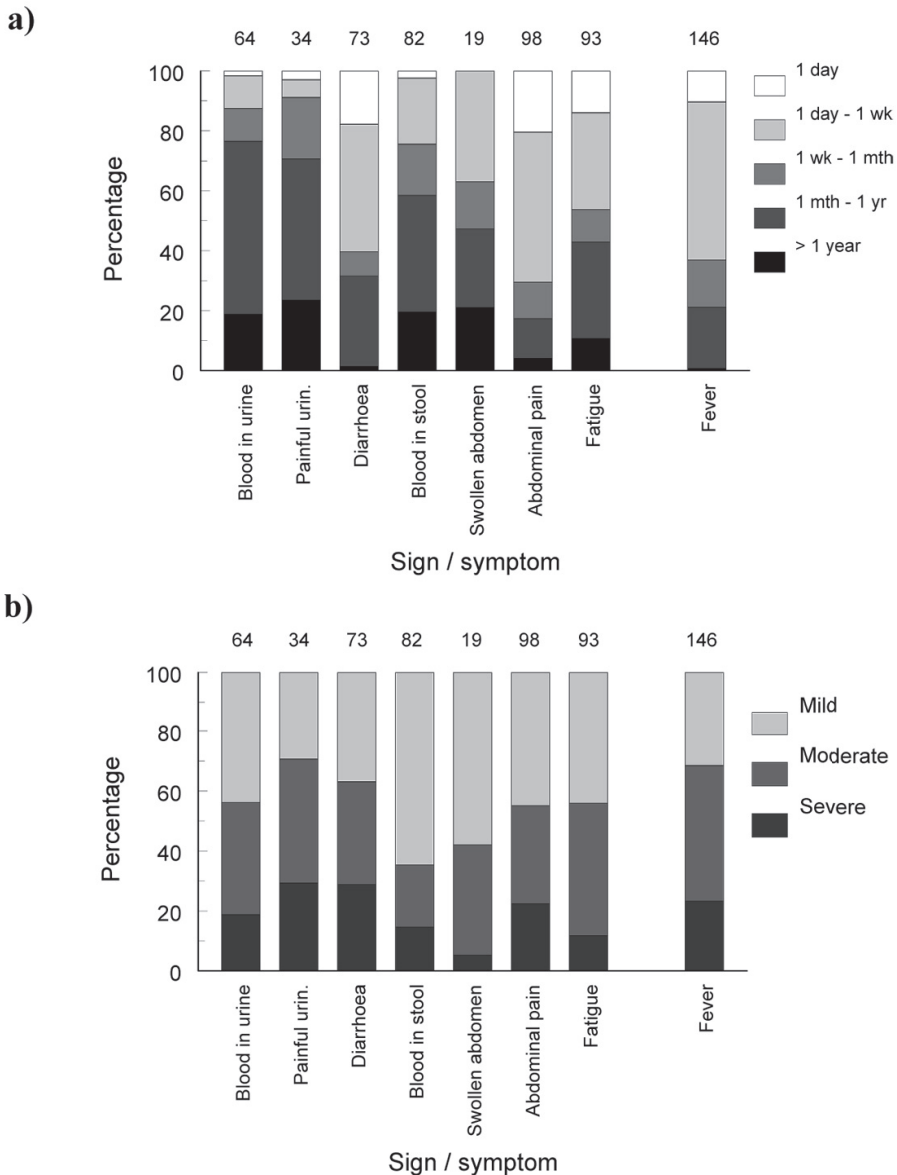 a)
64 34 73 82 19 98 93 146
100
80
60
40
20
0
Percentage
1 day
1 day - 1 wk
1 wk - 1 mth
1 mth - 1 yr
> 1 year
Blood in urine
Painful urin.
Diarrhoea
Blood in stool
Swollen abdomen
Abdominal pain
Fatigue
Fever
Sign / symptom
b)
64 34 73 82 19 98 93 146
100
80
60
40
20
0
Percentage
Mild
Moderate
Severe
Blood in urine
Painful urin.
Diarrhoea
Blood in stool
Swollen abdomen
Abdominal pain
Fatigue
Fever
Sign / symptom